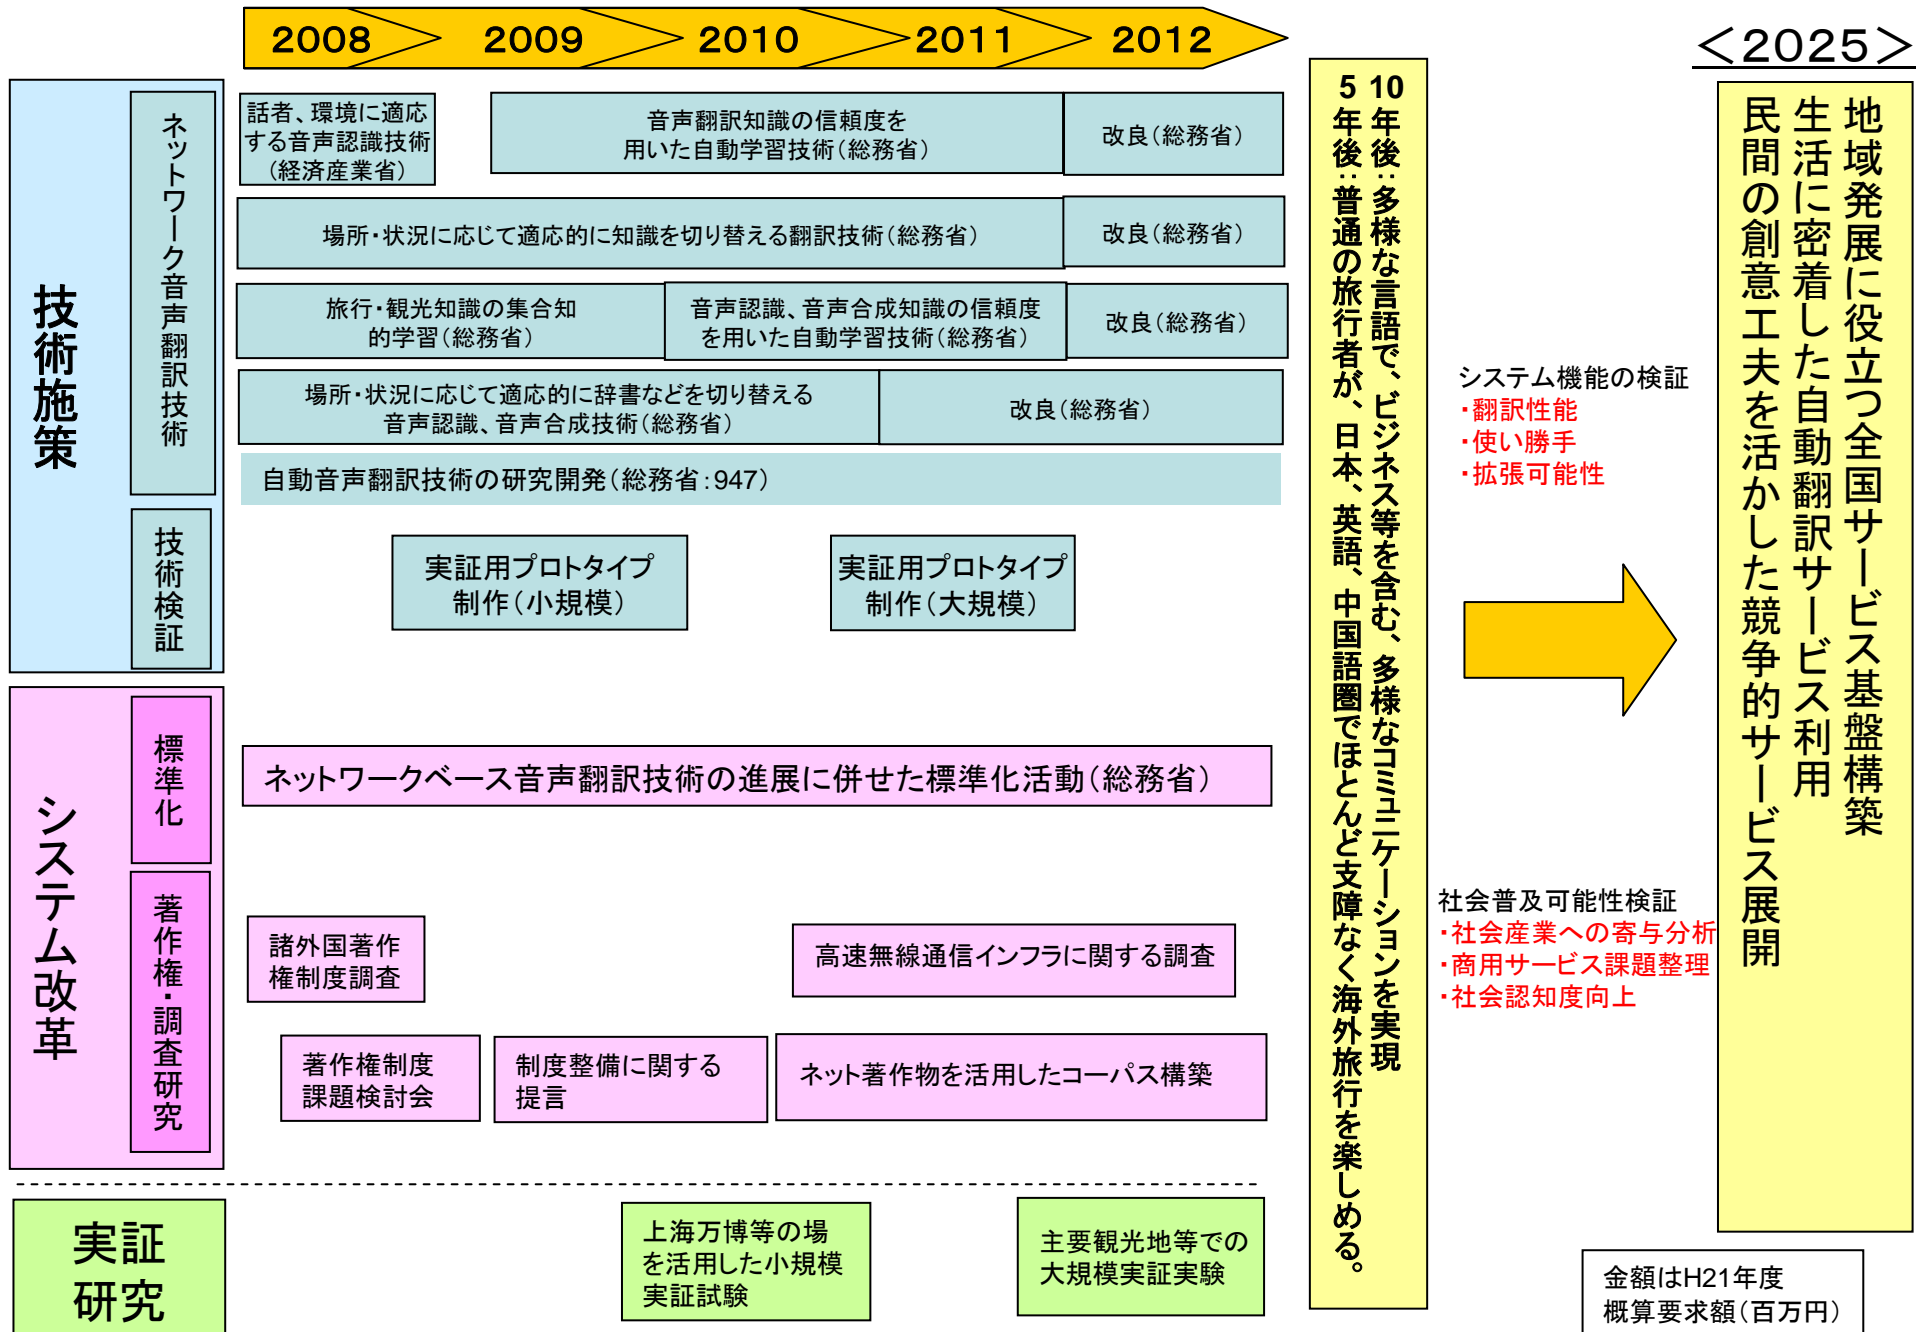 2008
2009
2010
2011
2012
<2025>
技術施策
ネットワーク音声翻訳技術
話者、環境に適応
する音声認識技術
(経済産業省)
音声翻訳知識の信頼度を
用いた自動学習技術(総務省)
改良(総務省)
場所・状況に応じて適応的に知識を切り替える翻訳技術(総務省)
改良(総務省)
旅行・観光知識の集合知
的学習(総務省)
音声認識、音声合成知識の信頼度
を用いた自動学習技術(総務省)
改良(総務省)
場所・状況に応じて適応的に辞書などを切り替える
音声認識、音声合成技術(総務省)
改良(総務省)
自動音声翻訳技術の研究開発(総務省:947)
技術検証
実証用プロトタイプ
制作(小規模)
実証用プロトタイプ
制作(大規模)
システム改革
標準化
ネットワークベース音声翻訳技術の進展に併せた標準化活動(総務省)
著作権・調査研究
諸外国著作
権制度調査
高速無線通信インフラに関する調査
著作権制度
課題検討会
制度整備に関する
提言
ネット著作物を活用したコーパス構築
実証
研究
上海万博等の場
を活用した小規模
実証試験
主要観光地等での
大規模実証実験
10年後:多様な言語で、ビジネス等を含む、多様なコミュニケーションを実現
5年後:普通の旅行者が、日本、英語、中国語圏でほとんど支障なく海外旅行を楽しめる。
システム機能の検証
・翻訳性能
・使い勝手
・拡張可能性
社会普及可能性検証
・社会産業への寄与分析
・商用サービス課題整理
・社会認知度向上
地域発展に役立つ全国サービス基盤構築
生活に密着した自動翻訳サービス利用
民間の創意工夫を活かした競争的サービス展開
金額はH21年度
概算要求額(百万円)